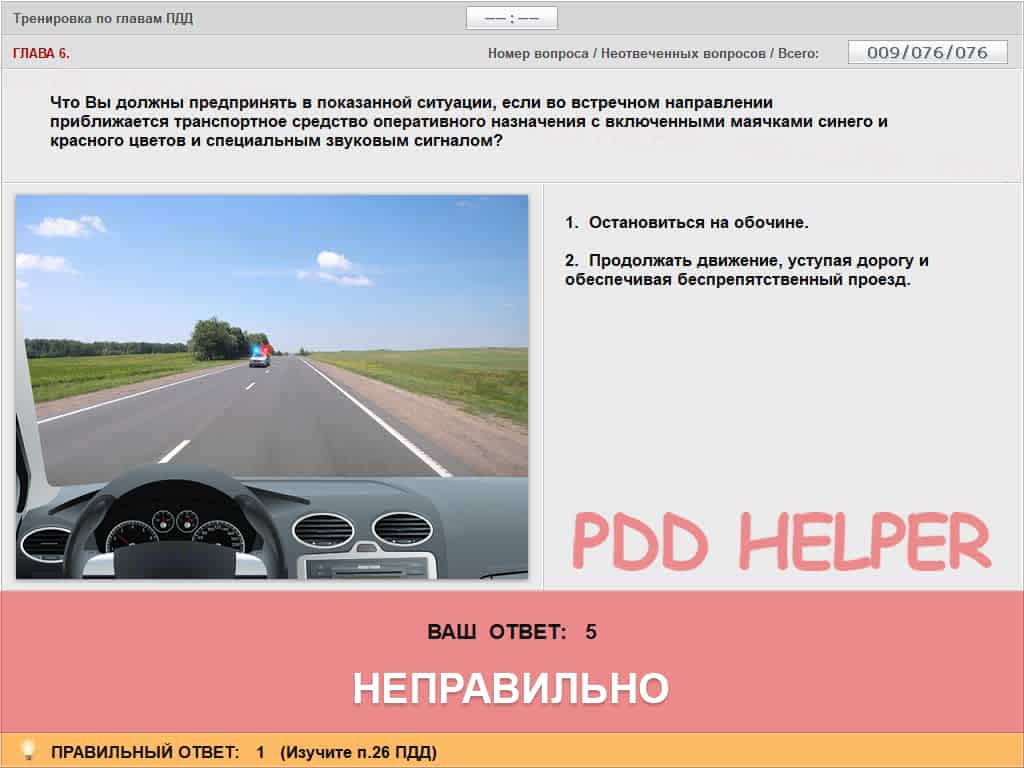 Тренировка по главам ПДД
—— : ——
ГЛАВА 6.
Номер вопроса / Неотвеченных вопросов / Всего:
009/076/076
Что Вы должны предпринять в показанной ситуации, если во встречном направлении
приближается транспортное средство оперативного назначения с включенными маячками синего и
красного цветов и специальным звуковым сигналом?
1. Остановиться на обочине.
2. Продолжать движение, уступая дорогу и
обеспечивая беспрепятственный проезд.
PDD HELPER
ВАШ ОТВЕТ: 5
НЕПРАВИЛЬНО
ПРАВИЛЬНЫЙ ОТВЕТ: 1 (Изучите п.26 ПДД)